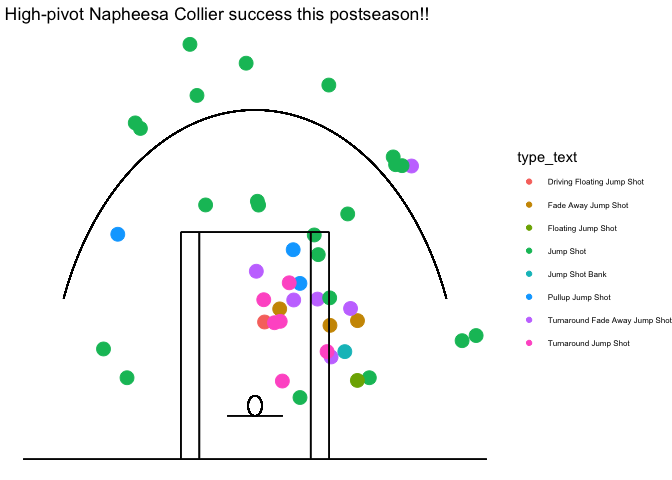 High-pivot Napheesa Collier success this postseason!!
type_text
Driving Floating Jump Shot
Fade Away Jump Shot
Floating Jump Shot
Jump Shot
Jump Shot Bank
Pullup Jump Shot
Turnaround Fade Away Jump Shot
Turnaround Jump Shot